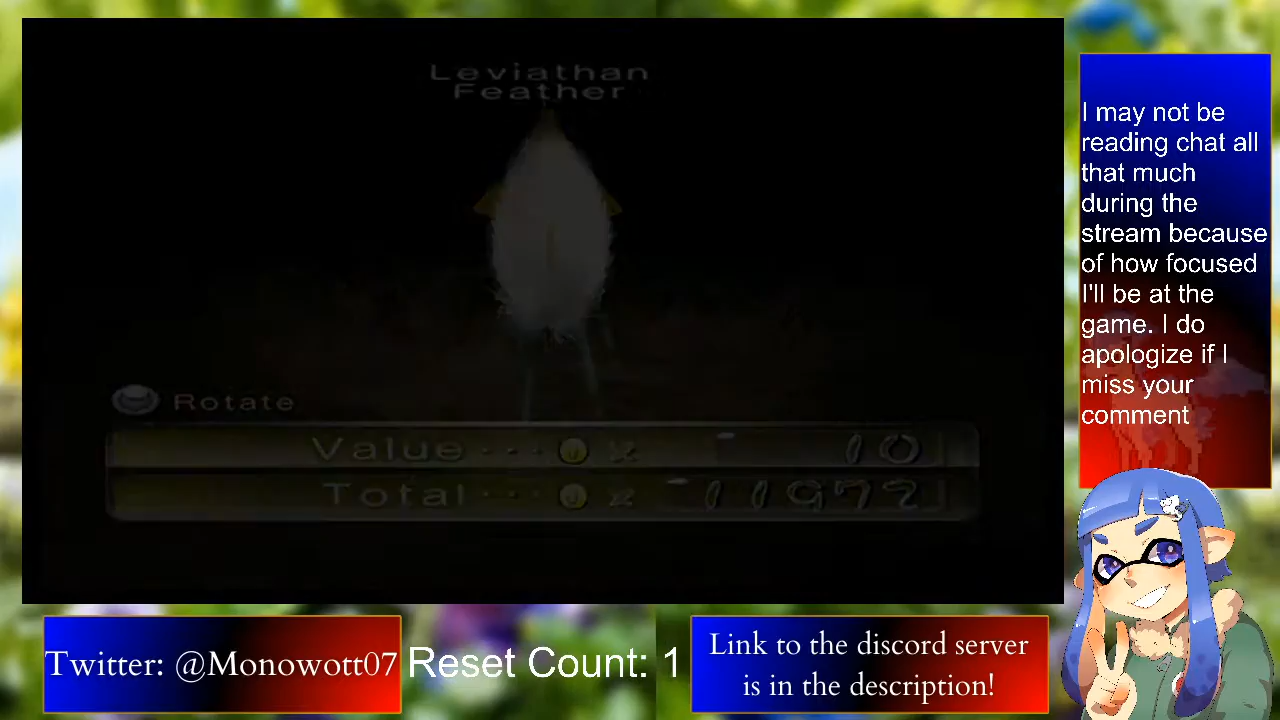 Leviathan
Feather
Rotate
Value ... x 10
Total ... x 11972
I may not be
reading chat all
that much
during the
stream because
of how focused
I'll be at the
game. I do
apologize if I
miss your
comment
Twitter: @Monowott07
Reset Count: 1
Link to the discord server
is in the description!